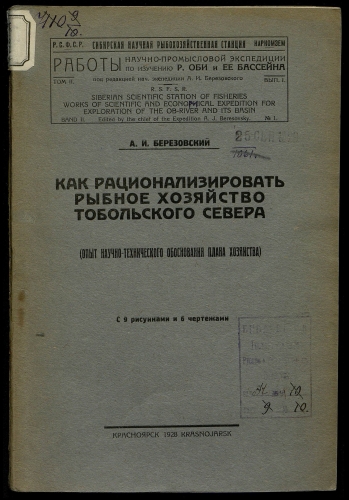 Р. С. Ф. С. Р. СИБИРСКАЯ НАУЧНАЯ РЫБОХОЗЯЙСТВЕННАЯ СТАНЦИЯ НАРКОМЗЕМ
РАБОТЫ НАУЧНО-ПРОМЫСЛОВОЙ ЭКСПЕДИЦИИ
ПО ИЗУЧЕНИЮ Р. ОБИ И ЕЕ БАССЕЙНА
ТОМ II. под редакцией нач. экспедиции А. И. Березовского ВЫП. 1.
R. S. F. S. R.
SIBERIAN SCIENTIFIC STATION OF FISHERIES
WORKS OF SCIENTIFIC AND ECONOMICAL EXPEDITION FOR
EXPLORATION OF THE OB-RIVER AND ITS BASIN
BAND II. Edited by the chief of the Expedition A. J. Beresovsky. № 1.
А. И. БЕРЕЗОВСКИЙ
КАК РАЦИОНАЛИЗИРОВАТЬ
РЫБНОЕ ХОЗЯЙСТВО
ТОБОЛЬСКОГО СЕВЕРА
(ОПЫТ НАУЧНО-ТЕХНИЧЕСКОГО ОБОСНОВАНИЯ ПЛАНА ХОЗЯЙСТВА)
С 9 рисунками и 6 чертежами
КРАСНОЯРСК 1928 KRASNOJARSK